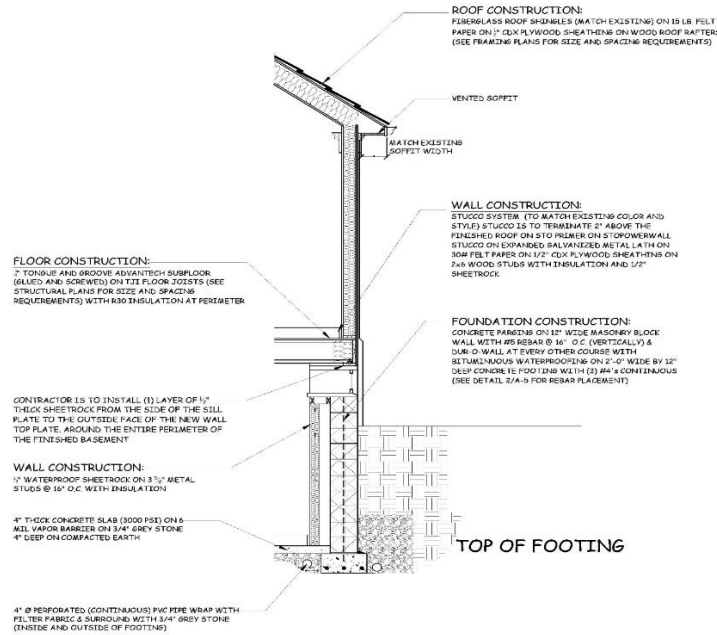 ROOF CONSTRUCTION:
FIBERGLASS ROOF SHINGLES (MATCH EXISTING) ON 15 LB. FELT
PAPER ON ½" CDX PLYWOOD SHEATHING ON WOOD ROOF RAFTERS
(SEE FRAMING PLANS FOR SIZE AND SPACING REQUIREMENTS)
VENTED SOFFIT
MATCH EXISTING
SOFFIT WIDTH
WALL CONSTRUCTION:
STUCCO SYSTEM (TO MATCH EXISTING COLOR AND
STYLE) STUCCO IS TO TERMINATE 2" ABOVE THE
FINISHED ROOF ON STO PRIMER ON STOPOWERWALL
STUCCO ON EXPANDED GALVANIZED METAL LATH ON
30# FELT PAPER ON 1/2" CDX PLYWOOD SHEATHING ON
2x6 WOOD STUDS WITH INSULATION AND 1/2"
SHEETROCK
FLOOR CONSTRUCTION:
TONGUE AND GROOVE ADVANTECH SUBFLOOR
(GLUED AND SCREWED) ON TJI FLOOR JOISTS (SEE
STRUCTURAL PLANS FOR SIZE AND SPACING
REQUIREMENTS) WITH R30 INSULATION AT PERIMETER
FOUNDATION CONSTRUCTION:
CONCRETE PARGING ON 12" WIDE MASONRY BLOCK
WALL WITH #5 REBAR @ 16" O.C. (VERTICALLY) &
DUR-O-WALL AT EVERY OTHER COURSE WITH
BITUMINOUS WATERPROOFING ON 2'-0" WIDE BY 12"
DEEP CONCRETE FOOTING WITH (3) #4's CONTINUOUS
(SEE DETAIL 2/A-5 FOR REBAR PLACEMENT)
CONTRACTOR IS TO INSTALL (1) LAYER OF ½"
THICK SHEETROCK FROM THE SIDE OF THE SILL
PLATE TO THE OUTSIDE FACE OF THE NEW WALL
TOP PLATE. AROUND THE ENTIRE PERIMETER OF
THE FINISHED BASEMENT
WALL CONSTRUCTION:
½" WATERPROOF SHEETROCK ON 3 ⅝" METAL
STUDS @ 16" O.C. WITH INSULATION
4" THICK CONCRETE SLAB (3000 PSI) ON 6
MIL VAPOR BARRIER ON 3/4" GREY STONE
4" DEEP ON COMPACTED EARTH
TOP OF FOOTING
4" Ø PERFORATED (CONTINUOUS) PVC PIPE WRAP WITH
FILTER FABRIC & SURROUND WITH 3/4" GREY STONE
(INSIDE AND OUTSIDE OF FOOTING)